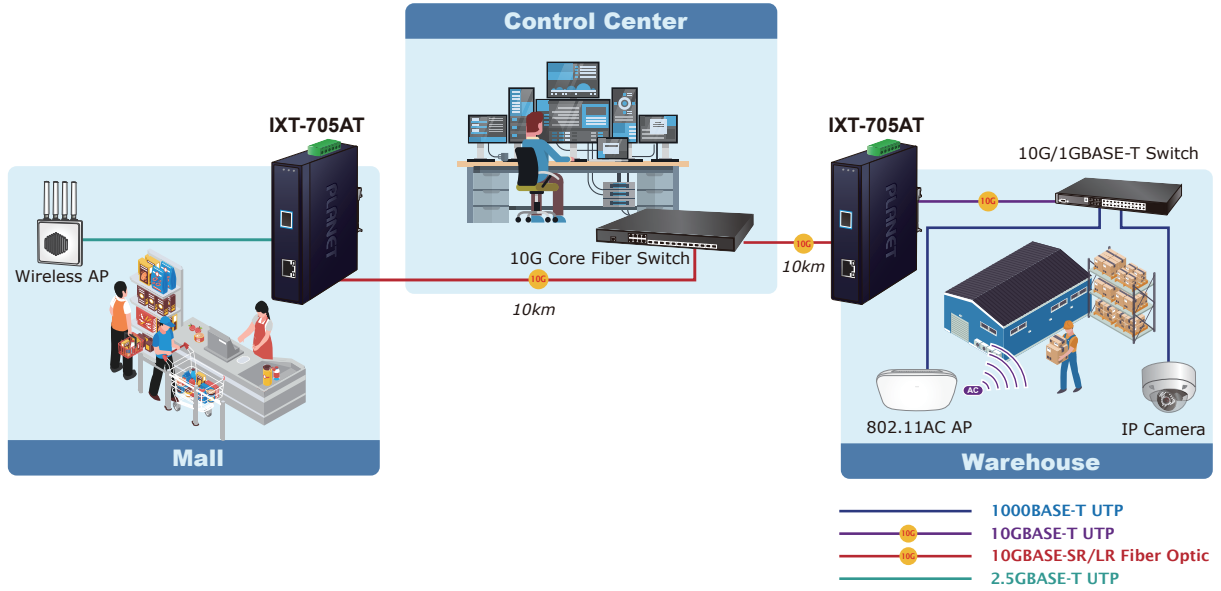 Control Center
IXT-705AT
IXT-705AT
10G/1GBASE-T Switch
PLANET
PLANET
10G
10G
Wireless AP
10G Core Fiber Switch
10km
10G
10km
AC
802.11AC AP
IP Camera
Mall
Warehouse
1000BASE-T UTP
10G
10GBASE-T UTP
10G
10GBASE-SR/LR Fiber Optic
2.5GBASE-T UTP